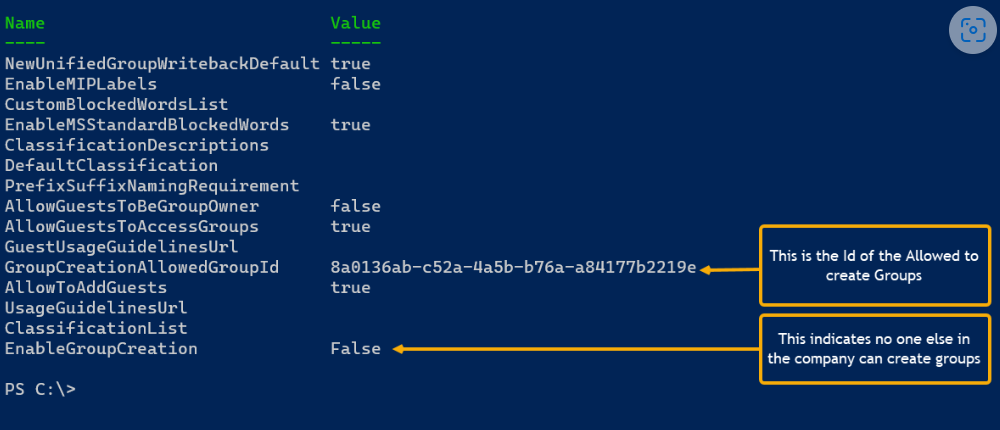 Name Value
---- -----
NewUnifiedGroupWritebackDefault true
EnableMIPLabels false
CustomBlockedWordsList
EnableMSStandardBlockedWords true
ClassificationDescriptions
DefaultClassification
PrefixSuffixNamingRequirement
AllowGuestsToBeGroupOwner false
AllowGuestsToAccessGroups true
GuestUsageGuidelinesUrl
GroupCreationAllowedGroupId 8a0136ab-c52a-4a5b-b76a-a84177b2219e
This is the Id of the Allowed to
create Groups
AllowToAddGuests true
UsageGuidelinesUrl
ClassificationList
EnableGroupCreation False
This indicates no one else in
the company can create groups
PS C:\>